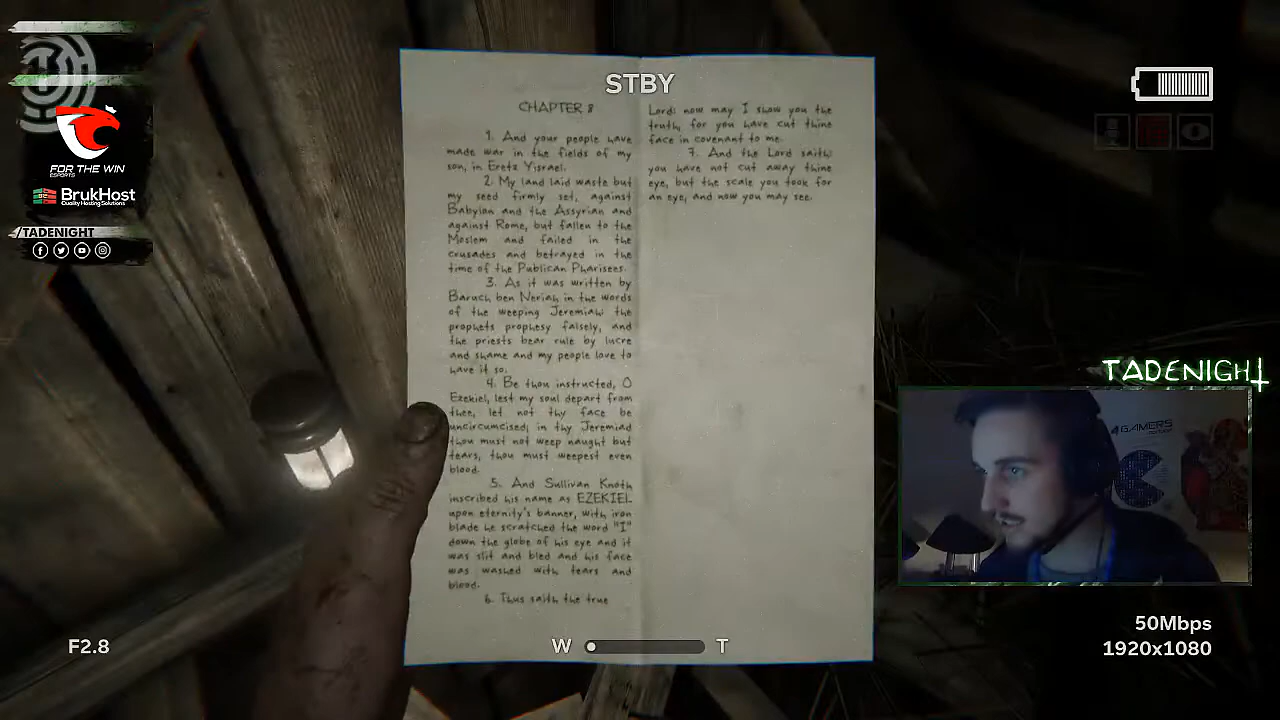 STBY
CHAPTER 8
1. And your people have
made war in the fields of my
son, in Eretz Yisrael.
2. My land laid waste but
my seed firmly set, against
Babylon and the Assyrian and
against Rome, but fallen to the
Moslem and failed in the
crusades and betrayed in the
time of the Publican Pharisees.
3. As it was written by
Baruch ben Neriah in the words
of the weeping Jeremiah: the
prophets prophesy falsely, and
the priests bear rule by lucre
and shame and my people love to
have it so.
4. Be thou instructed, O
Ezekiel, lest my soul depart from
thee, let not thy face be
uncircumcised; in thy Jeremiad
thou must not weep naught but
tears, thou must weepest even
blood.
5. And Sullivan Knoth
inscribed his name as EZEKIEL
upon eternity's banner, with iron
blade he scratched the word "I"
down the globe of his eye and it
was slit and bled and his face
was washed with tears and
blood.
6. Thus saith the true
Lord: now may I show you the
truth, for you have cut thine
face in covenant to me.
7. And the Lord saith:
you have not cut away thine
eye, but the scale you took for
an eye, and now you may see.
FOR THE WIN
ESPORTS
BrukHost
Quality Hosting Solutions
/TADENIGHT
TADENIGHT
4GAMERS
F2.8
W
T
50Mbps
1920x1080